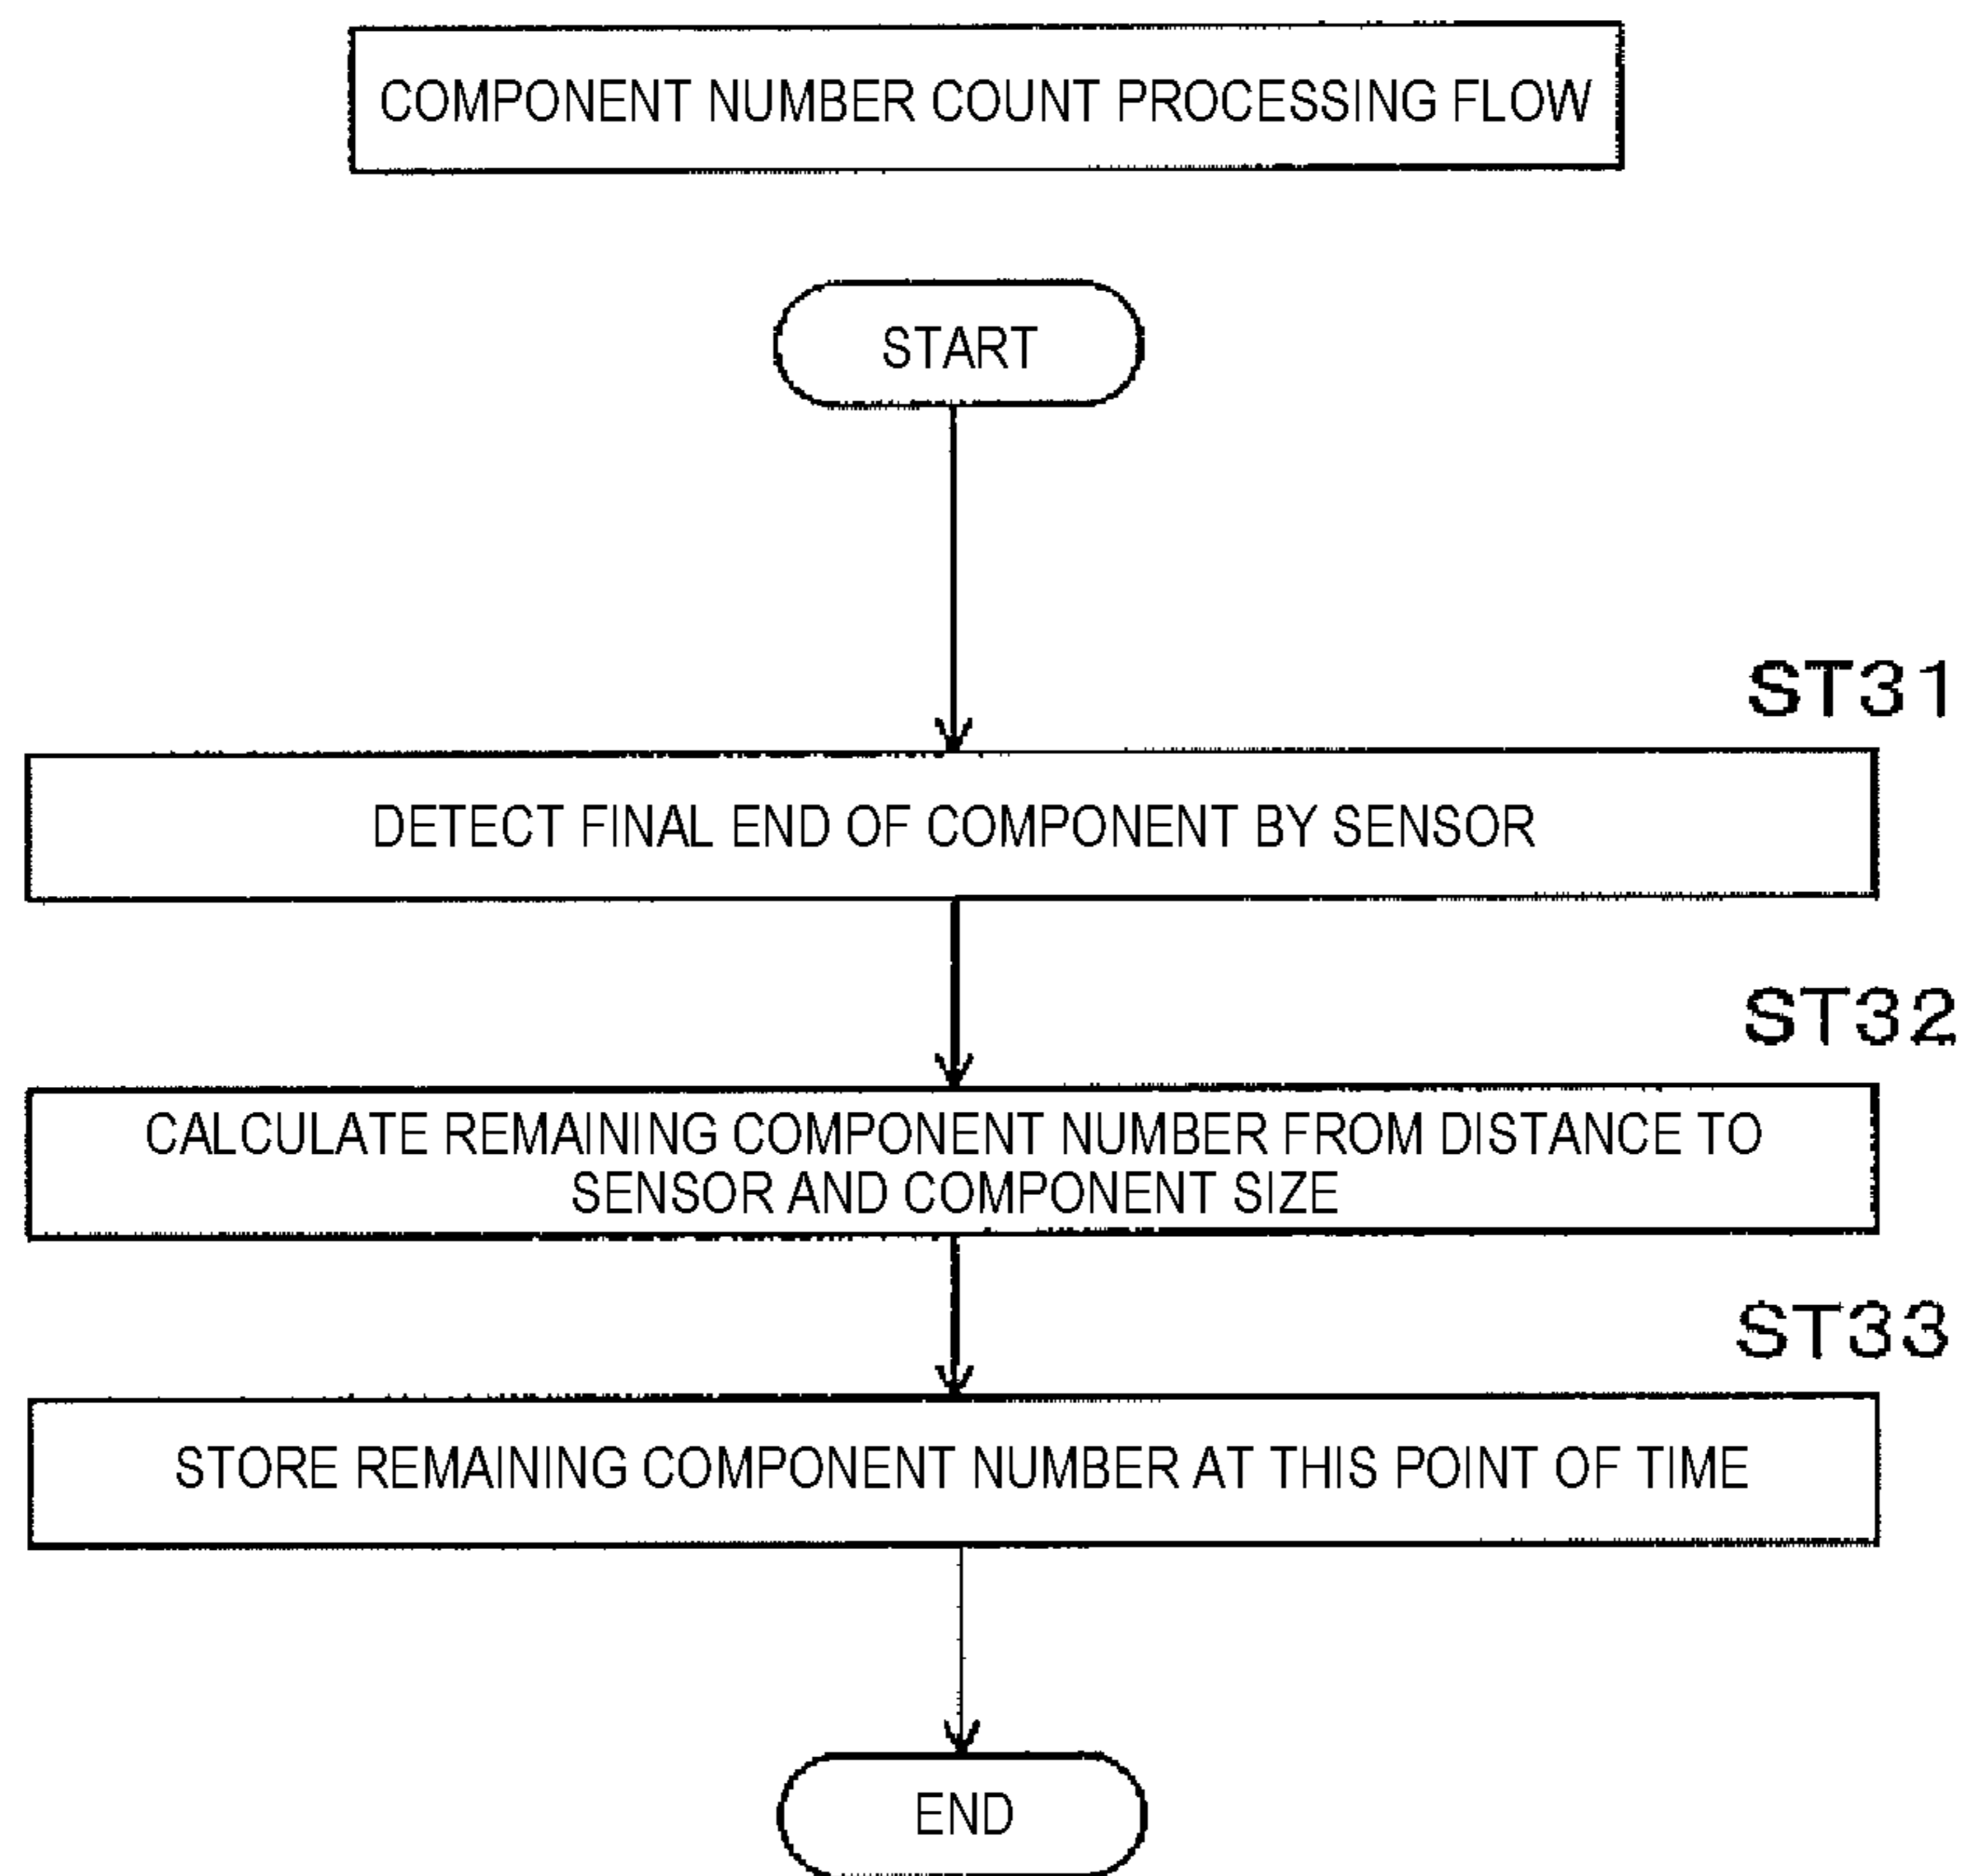 COMPONENT NUMBER COUNT PROCESSING FLOW
START
ST31
DETECT FINAL END OF COMPONENT BY SENSOR
ST32
CALCULATE REMAINING COMPONENT NUMBER FROM DISTANCE TO
SENSOR AND COMPONENT SIZE
ST33
STORE REMAINING COMPONENT NUMBER AT THIS POINT OF TIME
END